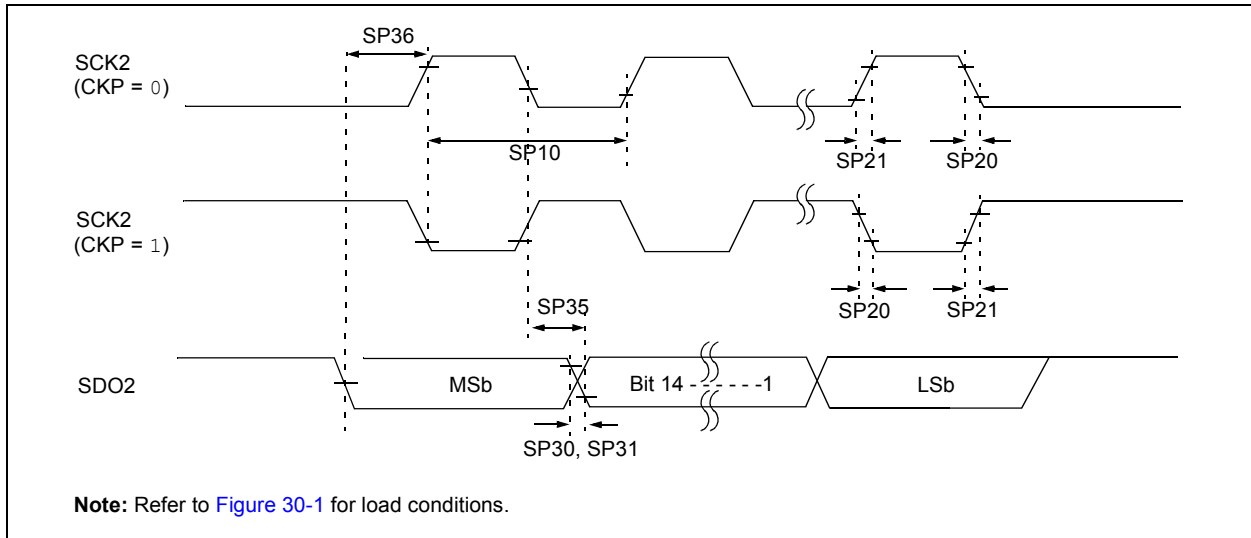 SP36
SCK2
(CKP = 0)
SP10
SP21
SP20
SCK2
(CKP = 1)
SP35
SP20
SP21
SDO2
MSb
Bit 14 - - - - - -1
LSb
SP30, SP31
Note: Refer to Figure 30-1 for load conditions.